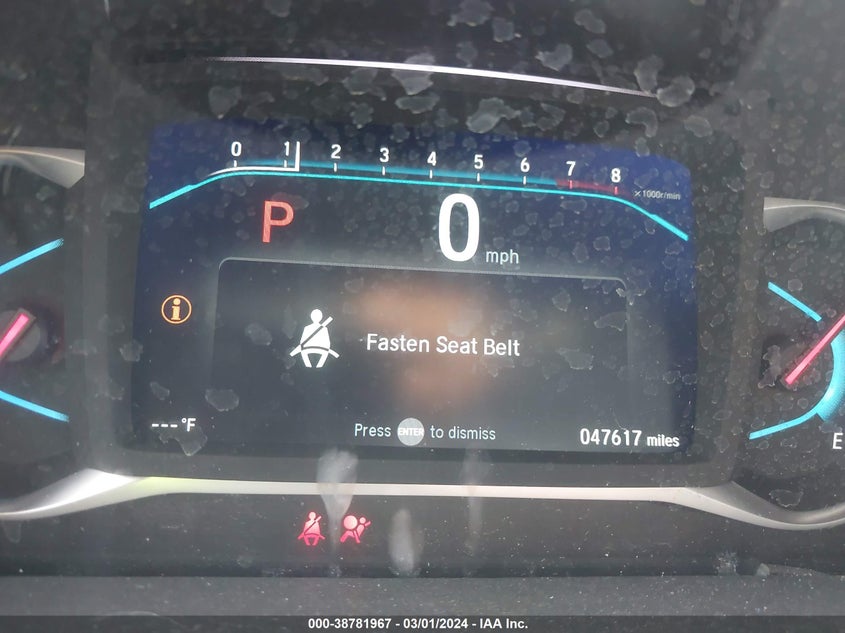 0 1 2 3 4 5 6 7 8
x1000r/min
P 0 mph
i
Fasten Seat Belt
--- °F
Press ENTER to dismiss
047617 miles
E
000-38781967 - 03/01/2024 - IAA Inc.